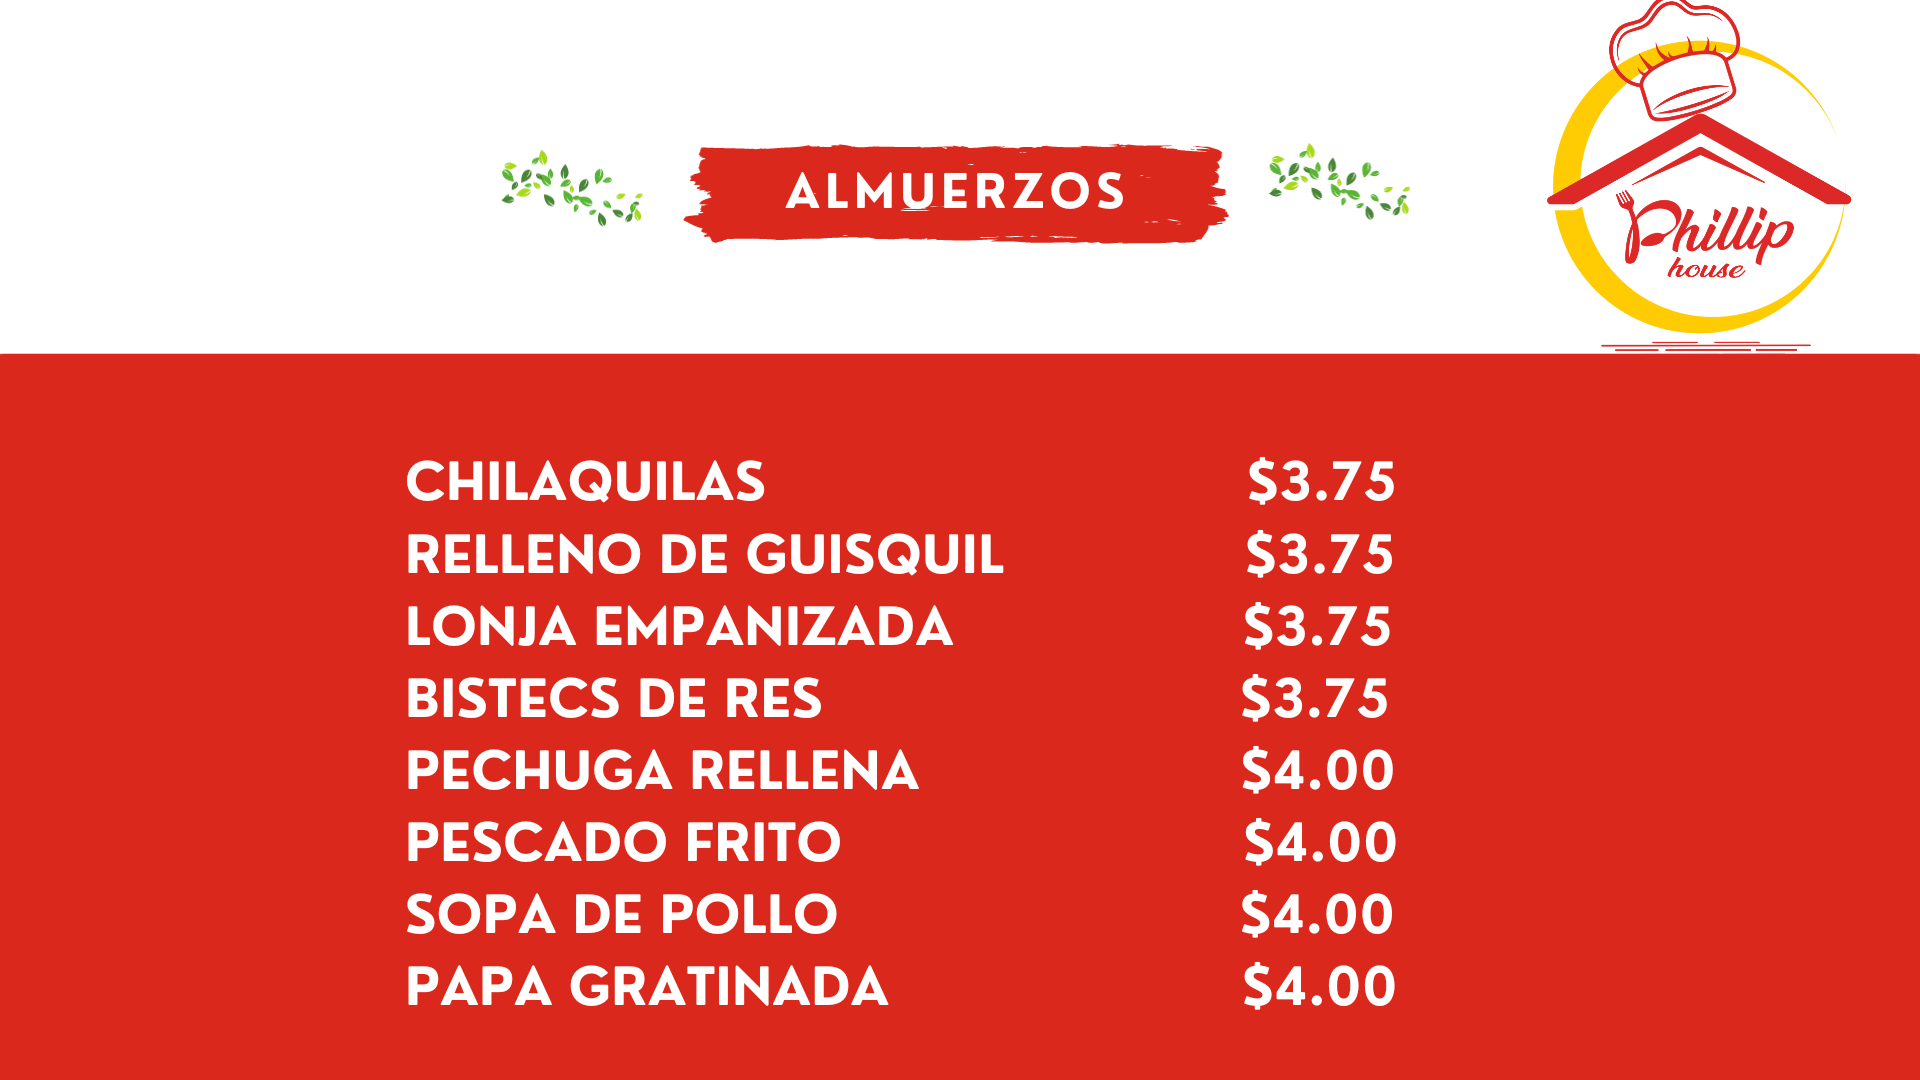 ALMUERZOS
Phillip
house
CHILAQUILAS $3.75
RELLENO DE GUISQUIL $3.75
LONJA EMPANIZADA $3.75
BISTECS DE RES $3.75
PECHUGA RELLENA $4.00
PESCADO FRITO $4.00
SOPA DE POLLO $4.00
PAPA GRATINADA $4.00